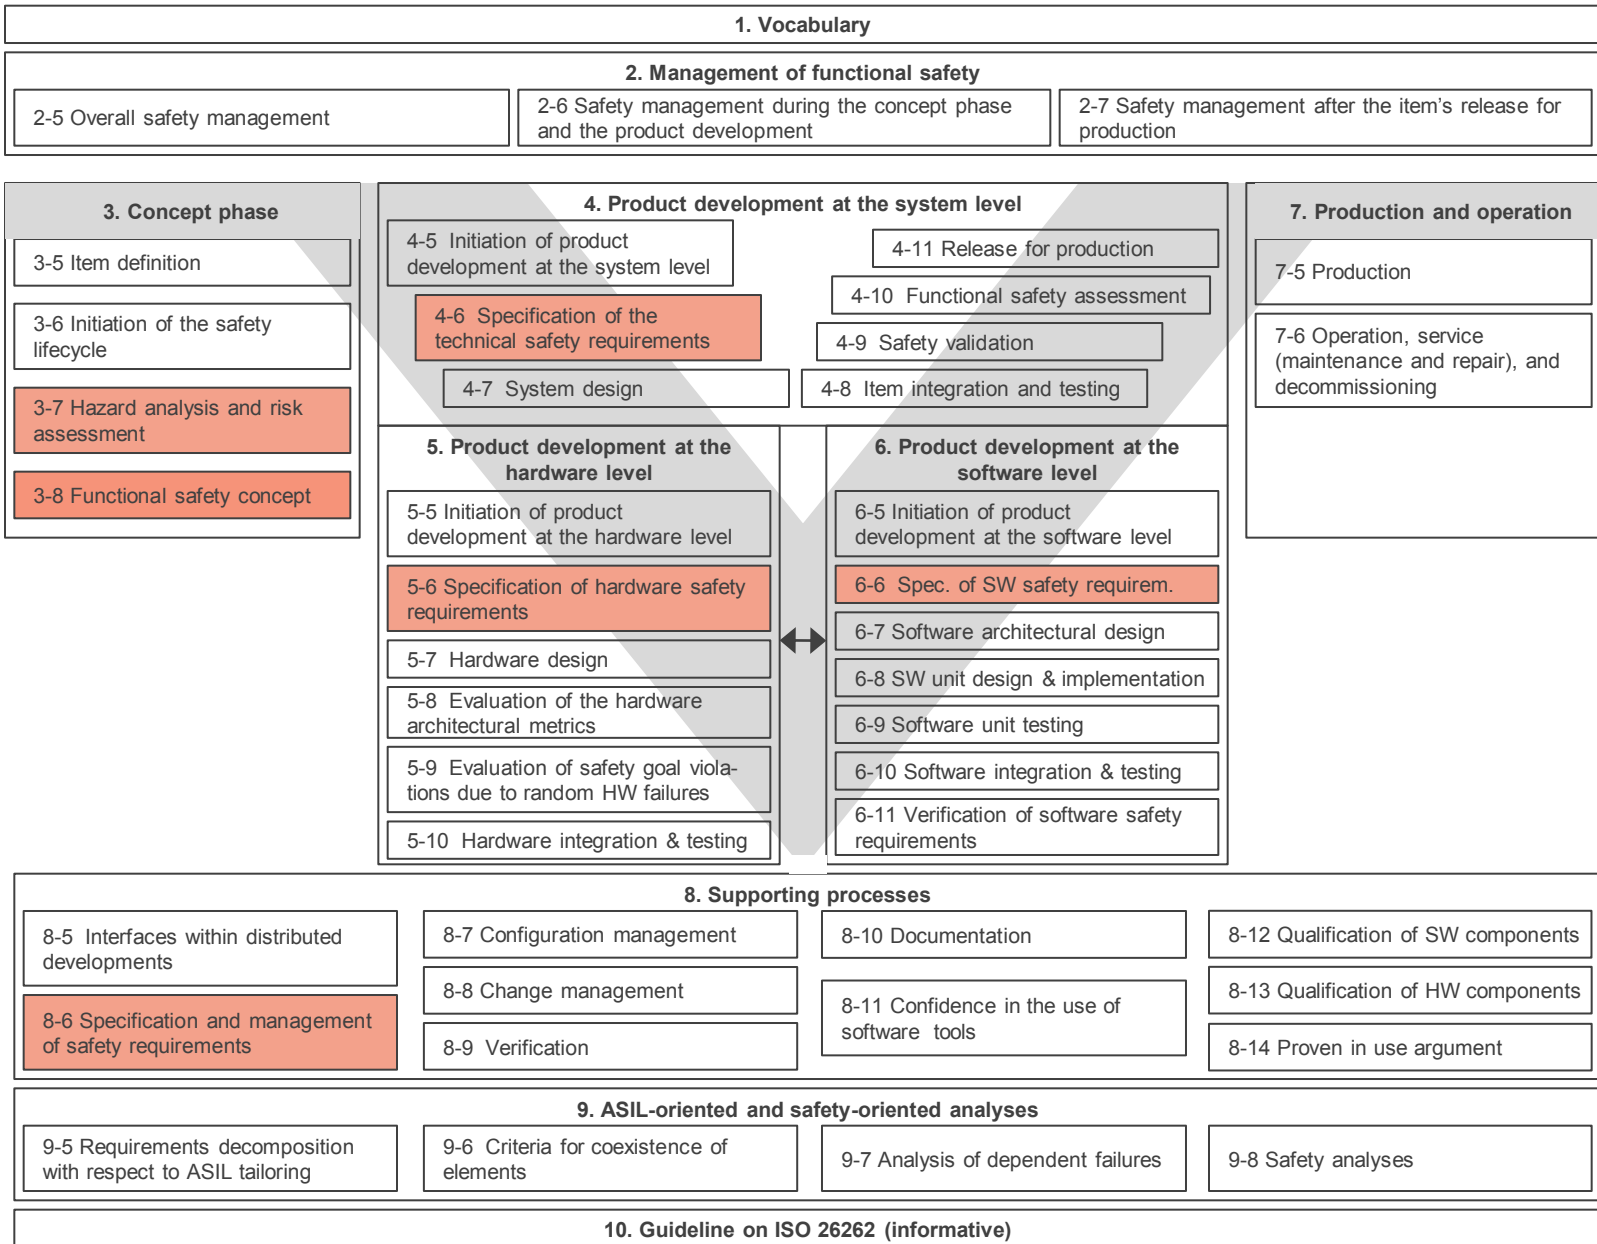 1. Vocabulary
2. Management of functional safety
2-5 Overall safety management
2-6 Safety management during the concept phase
and the product development
2-7 Safety management after the item's release for
production
3. Concept phase
3-5 Item definition
3-6 Initiation of the safety
lifecycle
3-7 Hazard analysis and risk
assessment
3-8 Functional safety concept
4. Product development at the system level
4-5 Initiation of product
development at the system level
4-6 Specification of the
technical safety requirements
4-7 System design
4-11 Release for production
4-10 Functional safety assessment
4-9 Safety validation
4-8 Item integration and testing
7. Production and operation
7-5 Production
7-6 Operation, service
(maintenance and repair), and
decommissioning
5. Product development at the
hardware level
5-5 Initiation of product
development at the hardware level
5-6 Specification of hardware safety
requirements
5-7 Hardware design
5-8 Evaluation of the hardware
architectural metrics
5-9 Evaluation of safety goal viola-
tions due to random HW failures
5-10 Hardware integration & testing
6. Product development at the
software level
6-5 Initiation of product
development at the software level
6-6 Spec. of SW safety requirem.
6-7 Software architectural design
6-8 SW unit design & implementation
6-9 Software unit testing
6-10 Software integration & testing
6-11 Verification of software safety
requirements
8. Supporting processes
8-5 Interfaces within distributed
developments
8-6 Specification and management
of safety requirements
8-7 Configuration management
8-8 Change management
8-9 Verification
8-10 Documentation
8-11 Confidence in the use of
software tools
8-12 Qualification of SW components
8-13 Qualification of HW components
8-14 Proven in use argument
9. ASIL-oriented and safety-oriented analyses
9-5 Requirements decomposition
with respect to ASIL tailoring
9-6 Criteria for coexistence of
elements
9-7 Analysis of dependent failures
9-8 Safety analyses
10. Guideline on ISO 26262 (informative)